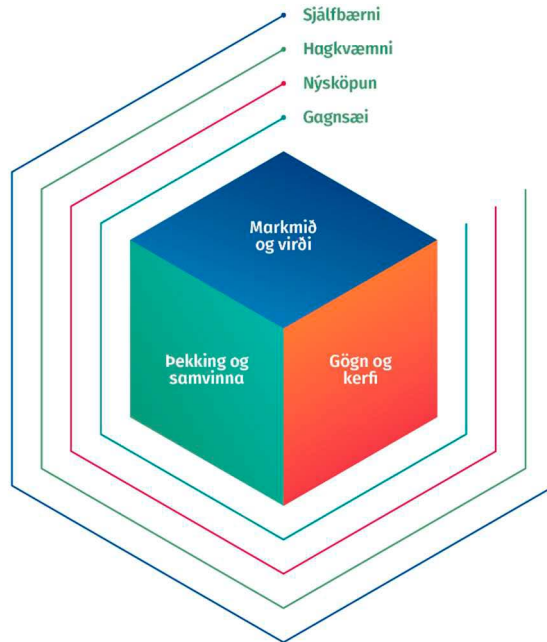 Sjálfbærni
Hagkvæmni
Nýsköpun
Gagnsæi
Markmið
og virði
Þekking og
samvinna
Gögn og
kerfi